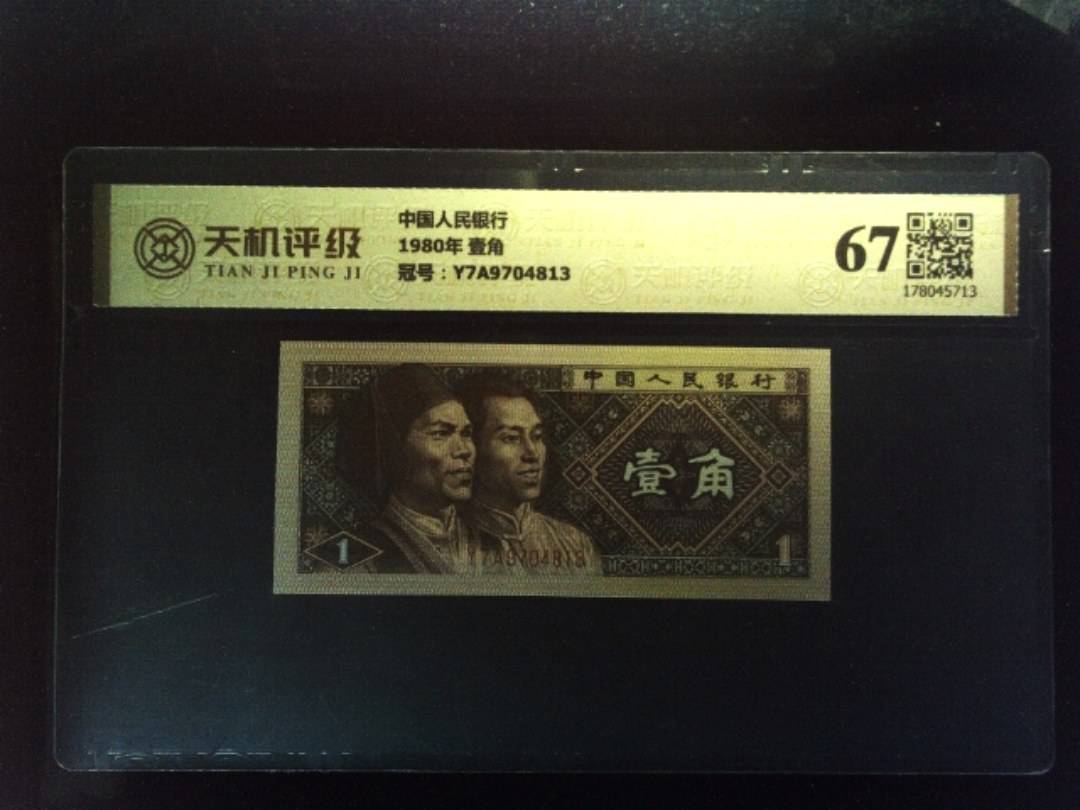 天机评级
TIAN JI PING JI
中国人民银行
1980年 壹角
冠号：Y7A9704813
67
178045713
中国人民银行
壹角
1
Y7A9704813
1